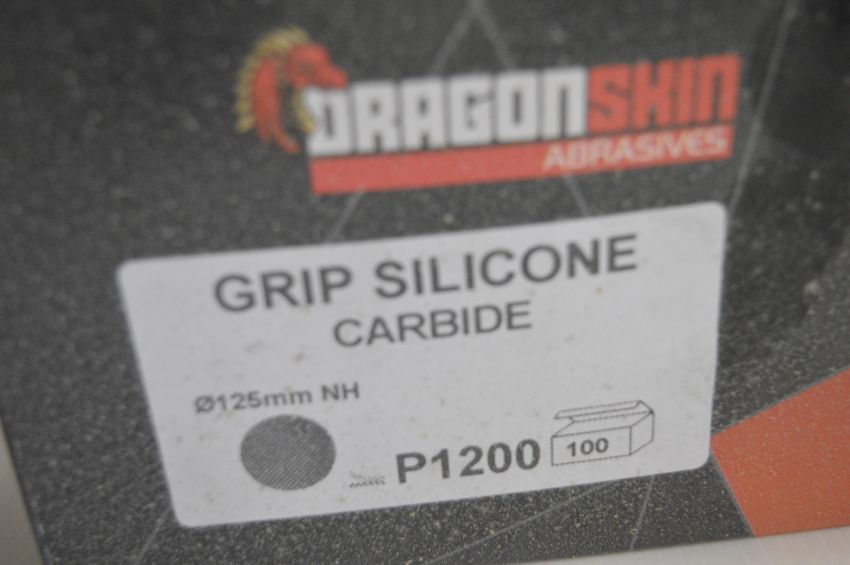 DRAGONSKIN
ABRASIVES
GRIP SILICONE
CARBIDE
Ø125mm NH
P1200
100